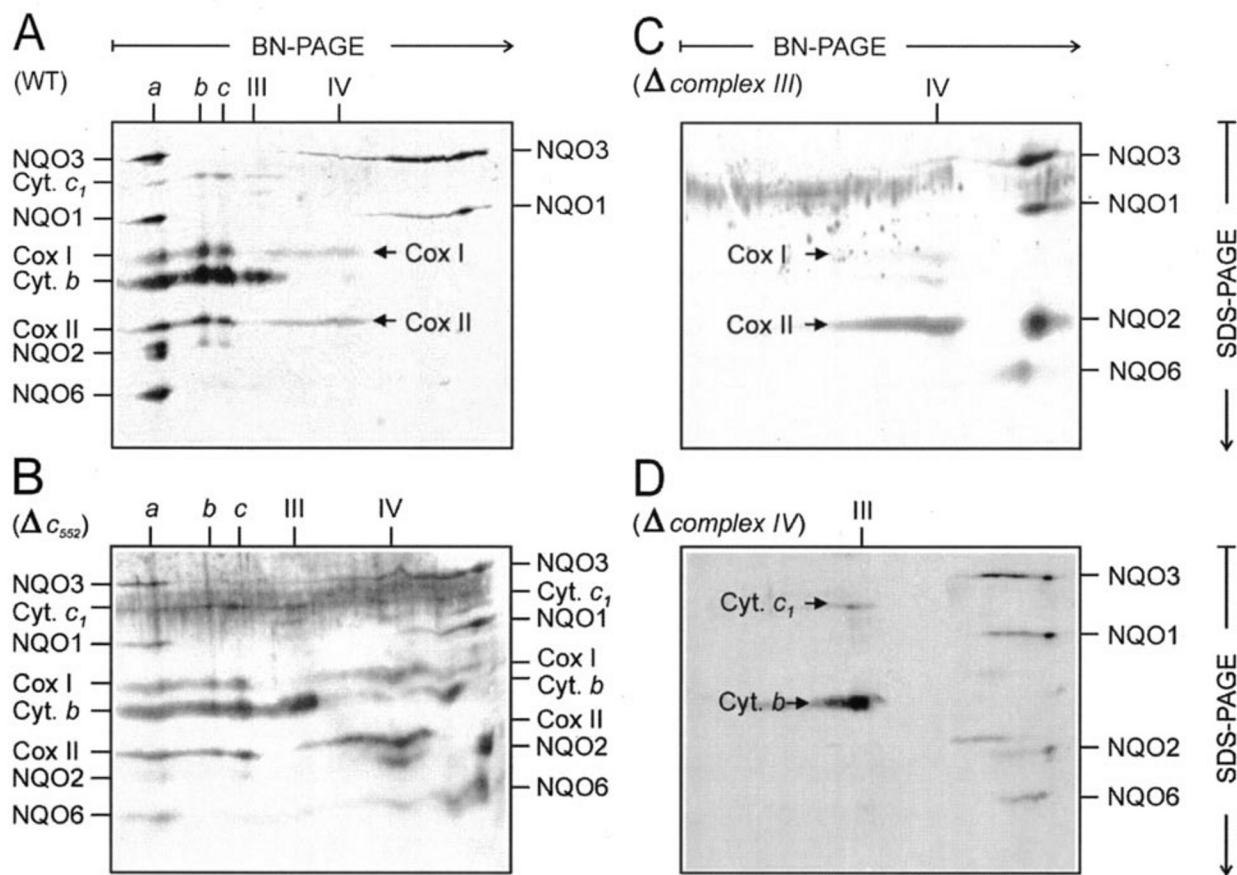 A
BN-PAGE
(WT)
a b c III IV
NQO3
Cyt. c1
NQO1
Cox I
Cyt. b
Cox II
NQO2
NQO6
Cox I
Cox II
NQO3
NQO1
B
(Δ c552)
a b c III IV
NQO3
Cyt. c1
NQO1
Cox I
Cyt. b
Cox II
NQO2
NQO6
NQO3
Cyt. c1
NQO1
Cox I
Cyt. b
Cox II
NQO2
NQO6
C
BN-PAGE
(Δ complex III)
IV
Cox I
Cox II
NQO3
NQO1
NQO2
NQO6
SDS-PAGE
D
(Δ complex IV)
III
Cyt. c1
Cyt. b
NQO3
NQO1
NQO2
NQO6
SDS-PAGE